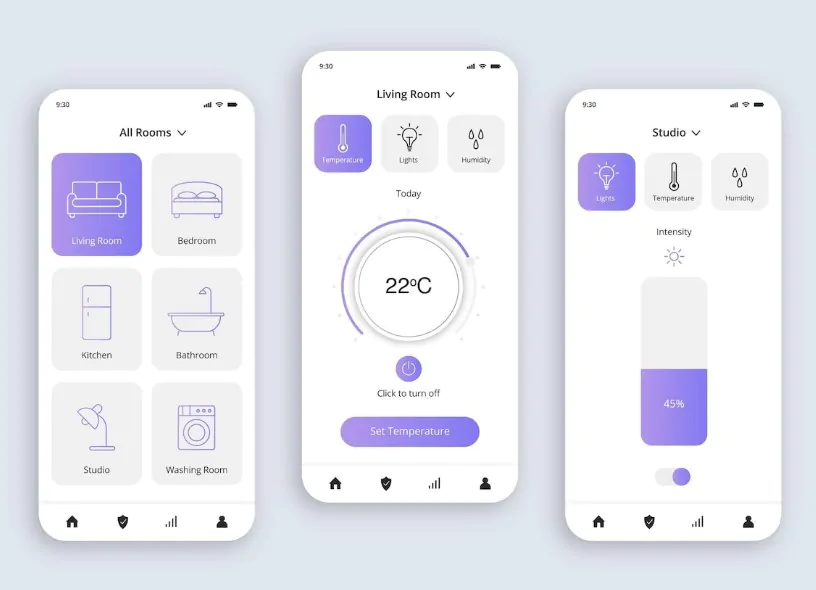 9:30
All Rooms
Living Room
Bedroom
Kitchen
Bathroom
Studio
Washing Room
9:30
Living Room
Temperature
Lights
Humidity
Today
22ºC
Click to turn off
Set Temperature
9:30
Studio
Lights
Temperature
Humidity
Intensity
45%